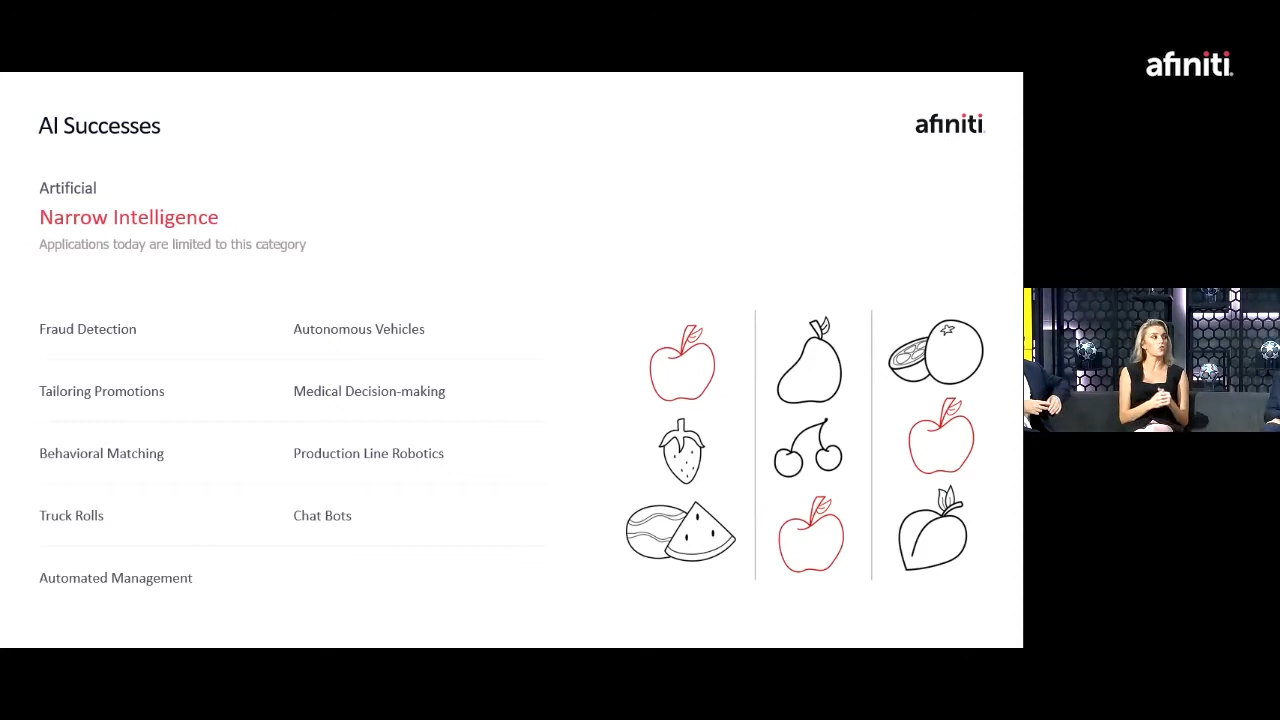 afiniti
AI Successes
afiniti
Artificial
Narrow Intelligence
Applications today are limited to this category
Fraud Detection
Autonomous Vehicles
Tailoring Promotions
Medical Decision-making
Behavioral Matching
Production Line Robotics
Truck Rolls
Chat Bots
Automated Management